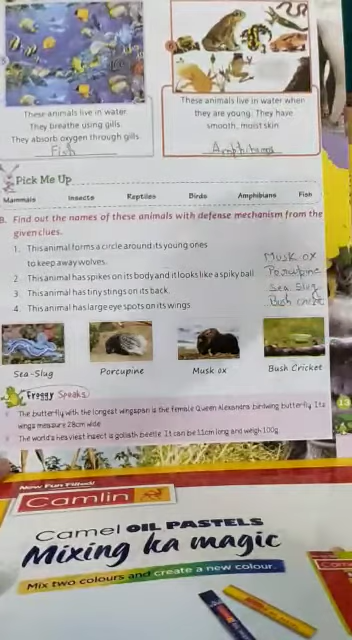 These animals live in water.
They breathe using gills.
They absorb oxygen through gills
Fish
These animals live in water when
they are young. They have
smooth, moist skin
Amphibians
Pick Me Up
Mammals Insects Reptiles Birds Amphibians Fish
B. Find out the names of these animals with defense mechanism from the
given clues.
1. This animal forms a circle around its young ones
to keep away wolves. Musk ox
2. This animal has spikes on its body and it looks like a spiky ball Porcupine
3. This animal has tiny stings on its back. Sea Slug
4. This animal has large eye spots on its wings Bush cricket
Sea-Slug Porcupine Musk ox Bush Cricket
Froggy Speaks
The butterfly with the longest wingspan is the female Queen Alexandra birdwing butterfly. Its
wings measure 28cm wide
The world's heaviest insect is goliath beetle. It can be 11cm long and weigh 100g.
13
Now Fun Filled!
Camlin
Camel OIL PASTELS
Mixing ka magic
Mix two colours and create a new colour.